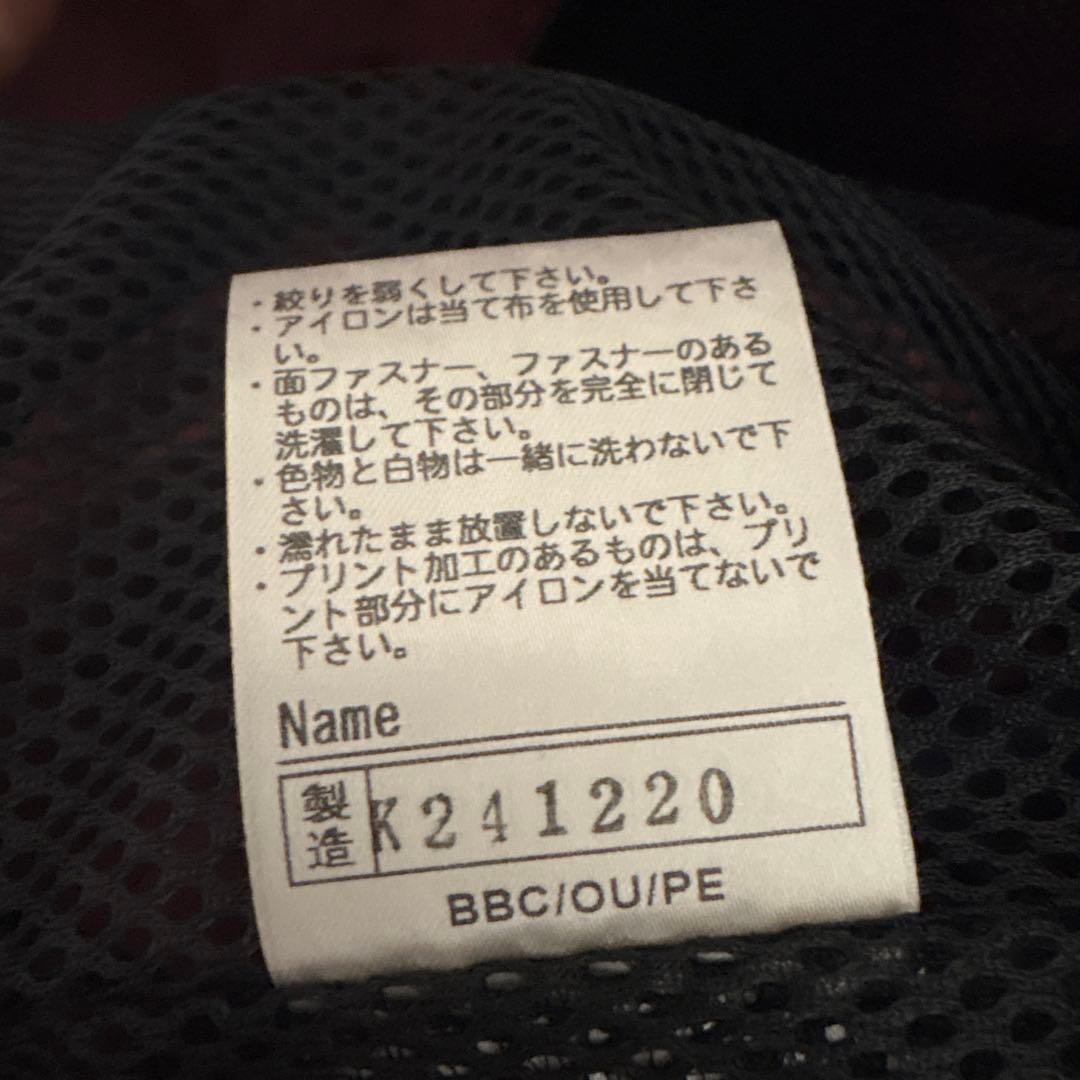 ・絞りを弱くして下さい。
・アイロンは当て布を使用して下さ
い。
・面ファスナー、ファスナーのある
ものは、その部分を完全に閉じて
洗濯して下さい。
・色物と白物は一緒に洗わないで下
さい。
・濡れたまま放置しないで下さい。
・プリント加工のあるものは、プリ
ント部分にアイロンを当てないで
下さい。
Name
製造 K241220
BBC/OU/PE